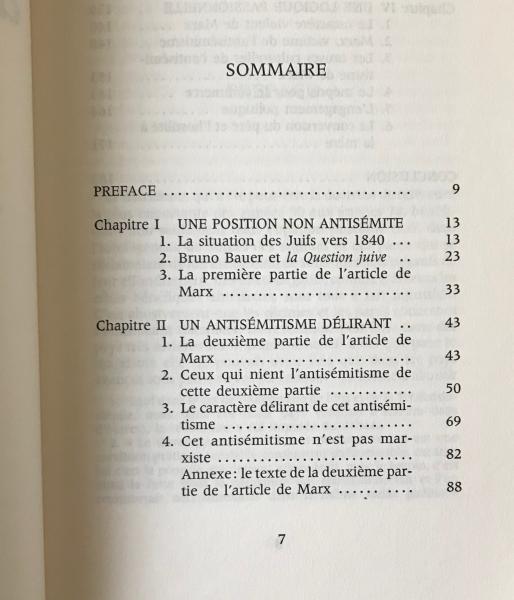 SOMMAIRE
PREFACE ................................... 9
Chapitre I UNE POSITION NON ANTISÉMITE 13
1. La situation des Juifs vers 1840 ... 13
2. Bruno Bauer et la Question juive .. 23
3. La première partie de l'article de
Marx ........................... 33
Chapitre II UN ANTISÉMITISME DÉLIRANT .. 43
1. La deuxième partie de l'article de
Marx ........................... 43
2. Ceux qui nient l'antisémitisme de
cette deuxième partie ............ 50
3. Le caractère délirant de cet antisémi-
tisme ............................ 69
4. Cet antisémitisme n'est pas mar-
xiste ............................ 82
Annexe : le texte de la deuxième par-
tie de l'article de Marx ...... .... 88
7